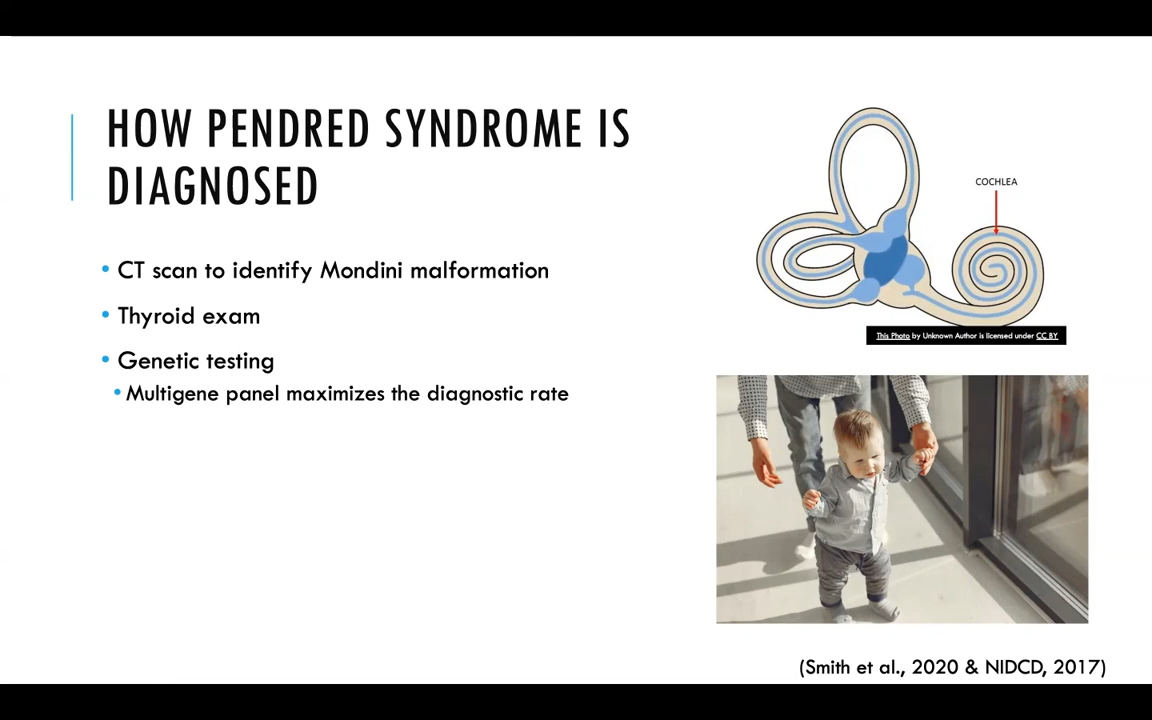 HOW PENDRED SYNDROME IS
DIAGNOSED
• CT scan to identify Mondini malformation
• Thyroid exam
• Genetic testing
• Multigene panel maximizes the diagnostic rate
COCHLEA
This Photo by Unknown Author is licensed under CC BY
(Smith et al., 2020 & NIDCD, 2017)